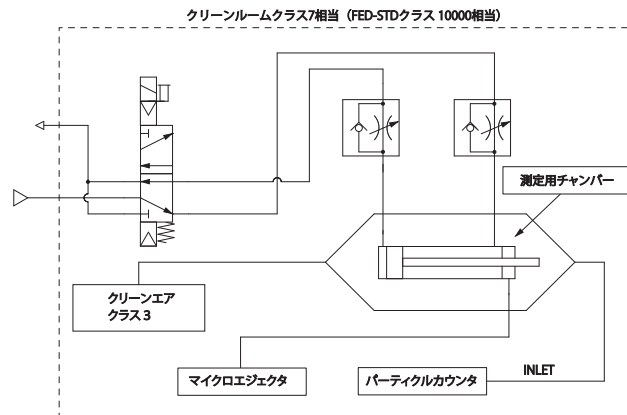 クリーンルームクラス7相当（FED-STDクラス 10000相当）
測定用チャンバー
クリーンエア
クラス 3
マイクロエジェクタ
パーティクルカウンタ
INLET